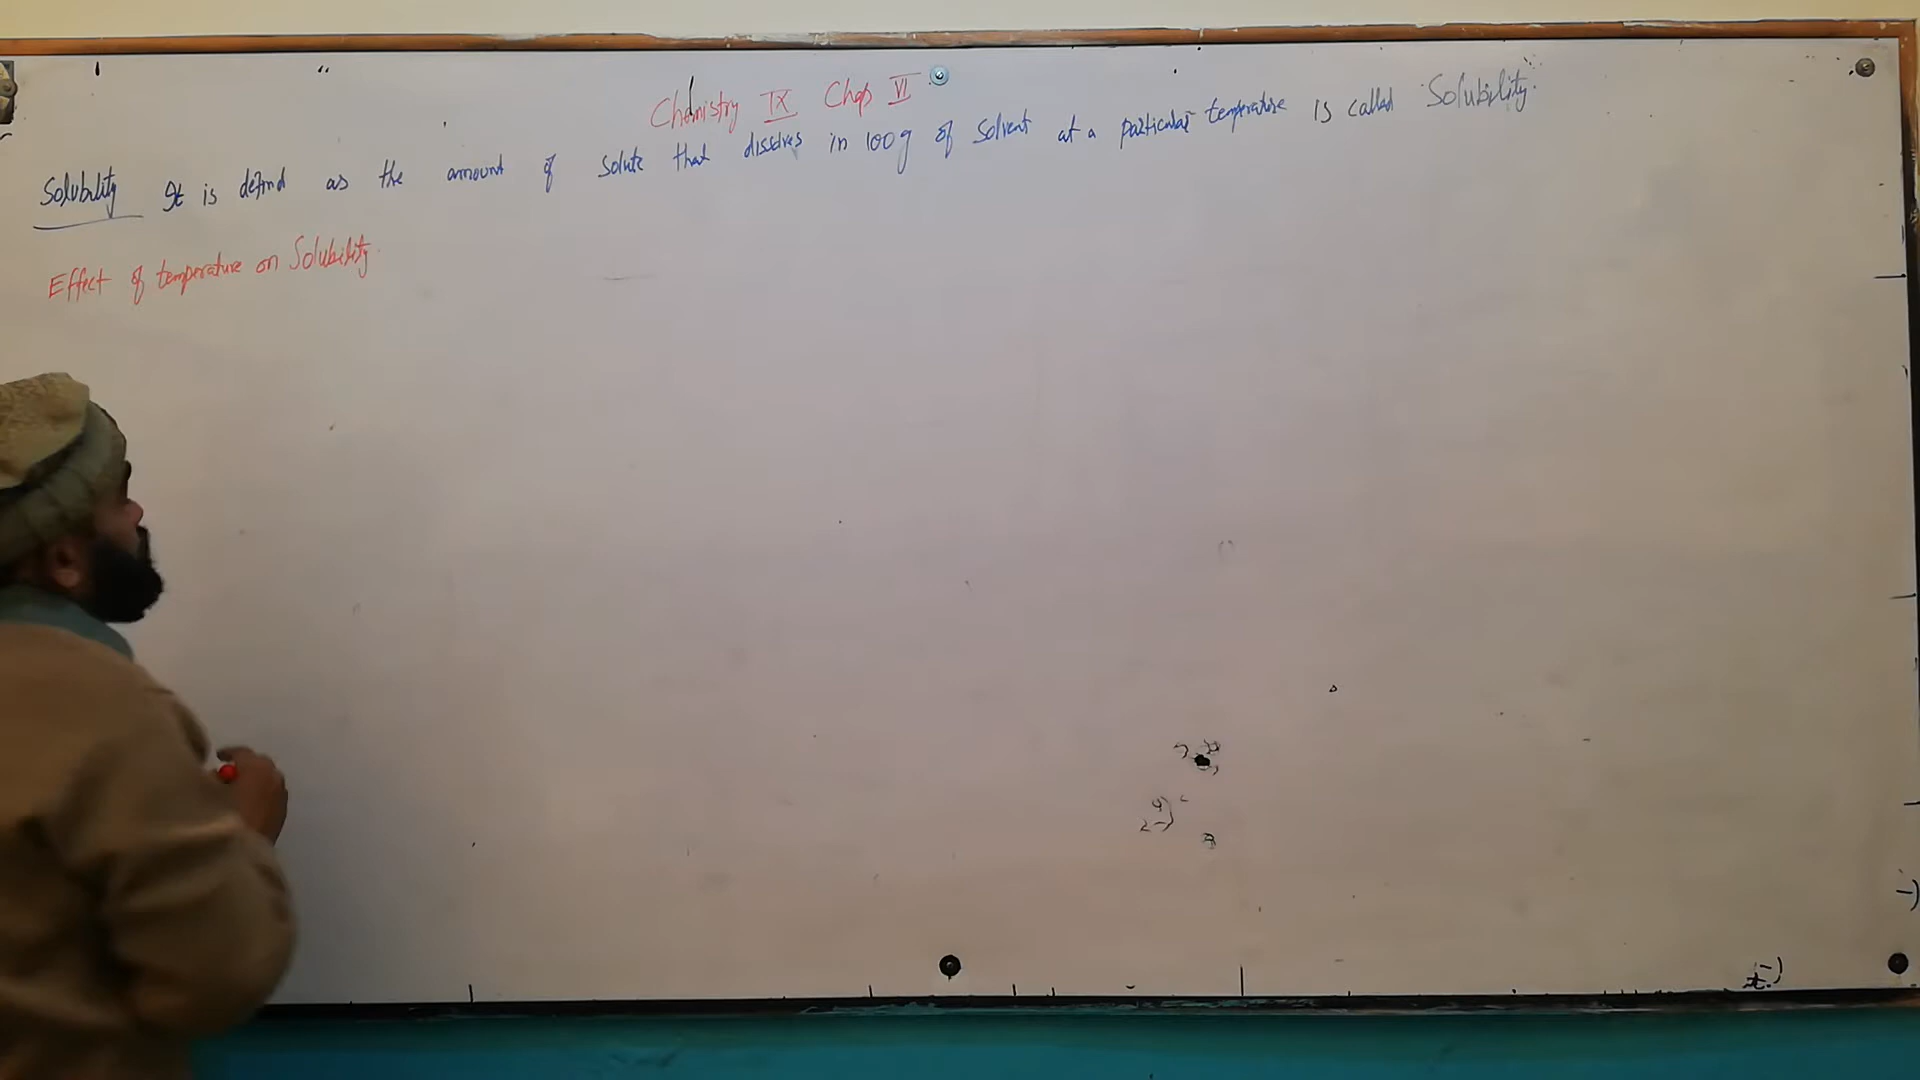 Chemistry IX Chap VI
Solubility It is defind as the amount of solute that dissolves in 100g of solvent at a particular temperature is called Solubility.
Effect of temperature on Solubility.